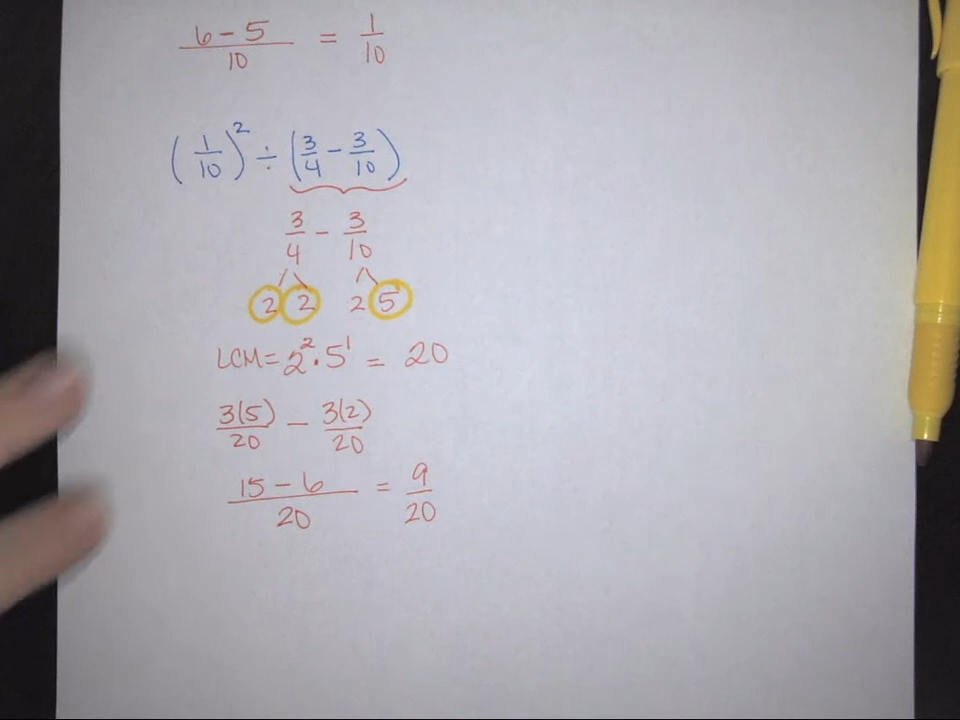 6 - 5 / 10 = 1/10
(1/10)² ÷ (3/4 - 3/10)
3/4 - 3/10
2 2 2 5
LCM = 2² · 5¹ = 20
3(5)/20 - 3(2)/20
15 - 6 / 20 = 9/20